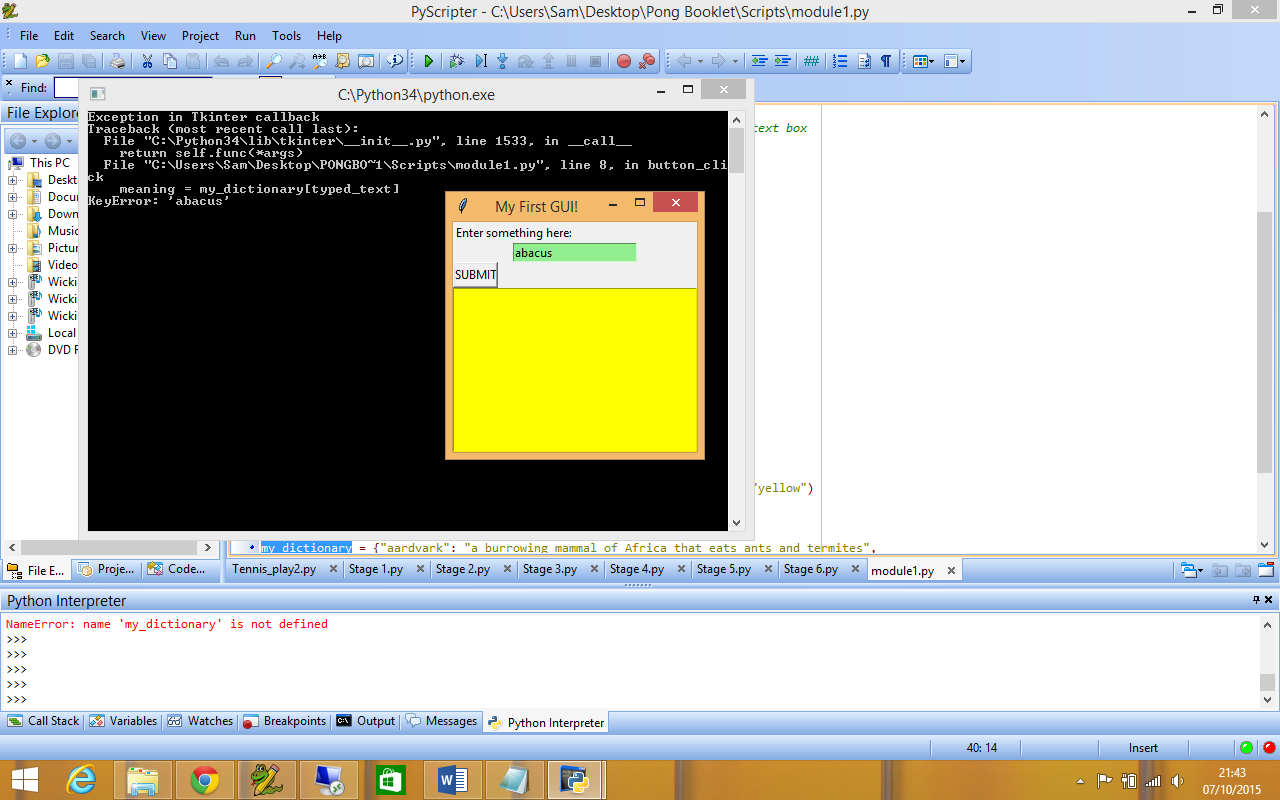 PyScripter - C:\Users\Sam\Desktop\Pong Booklet\Scripts\module1.py
File Edit Search View Project Run Tools Help
Find:
C:\Python34\python.exe
File Explor
This PC
Deskt
Docur
Down
Music
Pictur
Video
Wicki
Wicki
Wicki
Local
DVD F
Exception in Tkinter callback
Traceback (most recent call last):
File "C:\Python34\lib\tkinter\__init__.py", line 1533, in __call__
return self.func(*args)
File "C:\Users\Sam\Desktop\PONGBO~1\Scripts\module1.py", line 8, in button_cli
ck
meaning = my_dictionary[typed_text]
KeyError: 'abacus'
My First GUI!
Enter something here:
abacus
SUBMIT
text box
"yellow")
my_dictionary = {"aardvark": "a burrowing mammal of Africa that eats ants and termites",
File E... Proje... Code...
Tennis_play2.py Stage 1.py Stage 2.py Stage 3.py Stage 4.py Stage 5.py Stage 6.py module1.py
Python Interpreter
NameError: name 'my_dictionary' is not defined
>>>
>>>
>>>
>>>
>>>
Call Stack Variables Watches Breakpoints Output Messages Python Interpreter
40: 14 Insert
21:43
07/10/2015